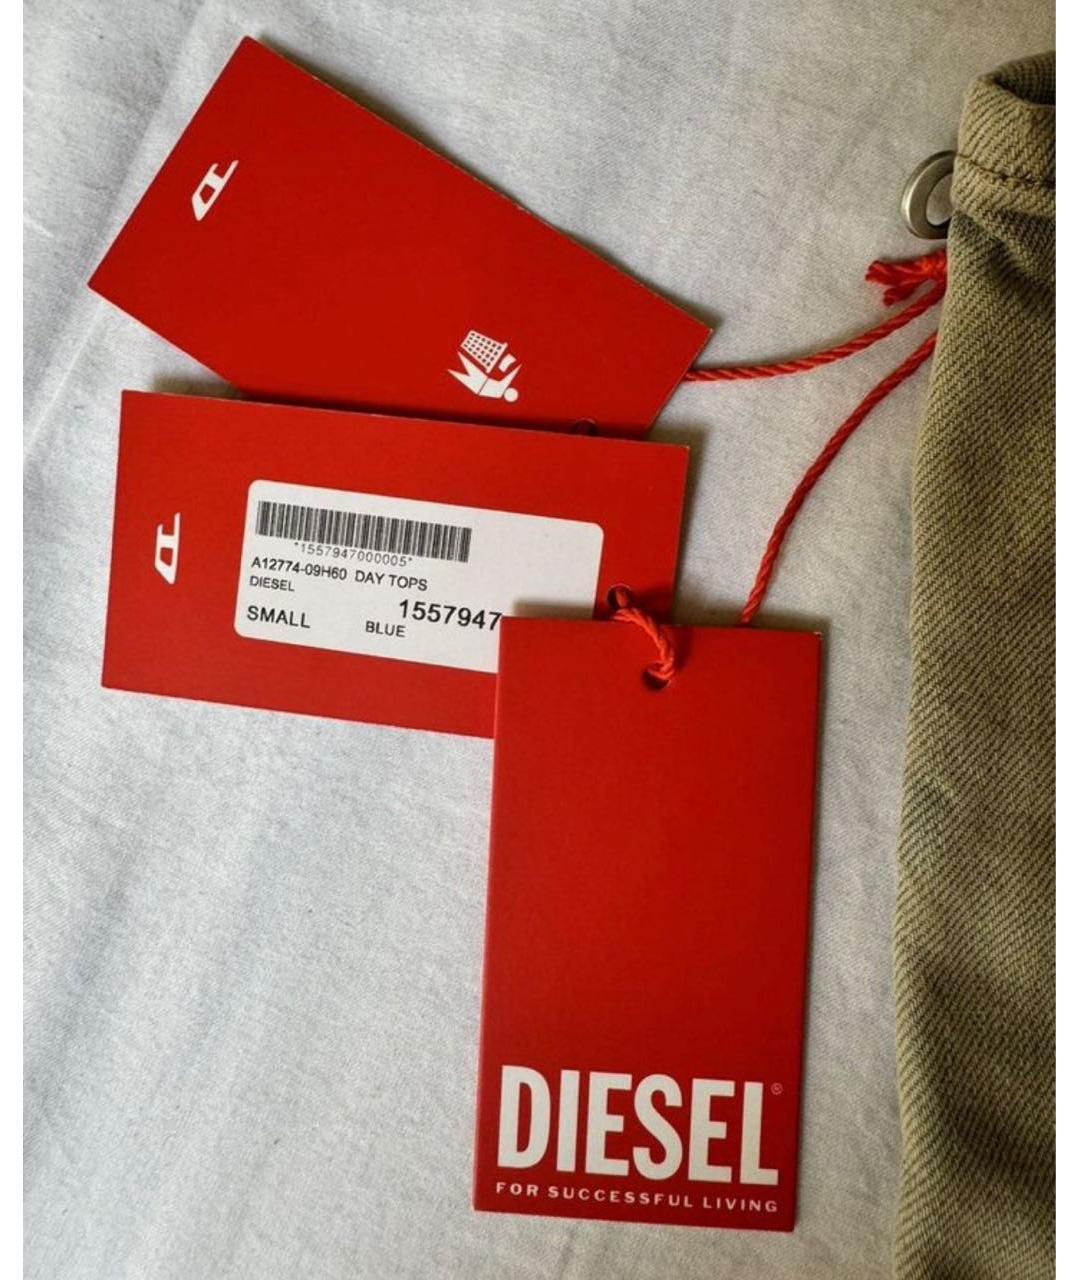 *1557947000005*
A12774-09H60 DAY TOPS
DIESEL
1557947
SMALL
BLUE
DIESEL®
FOR SUCCESSFUL LIVING